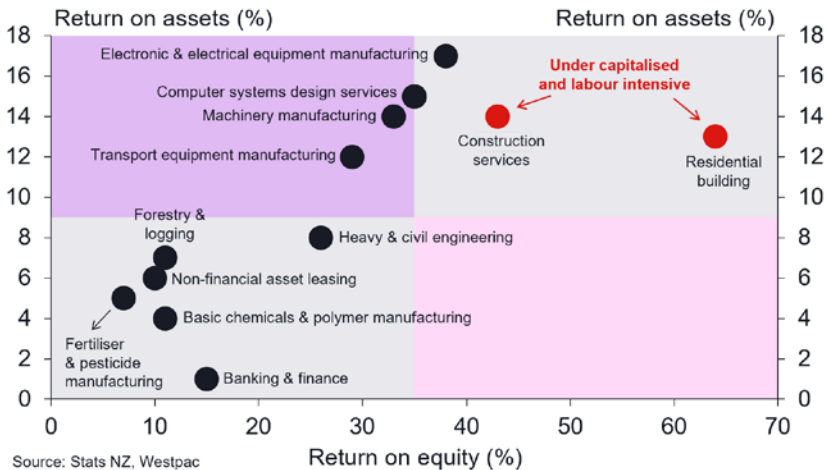 Return on assets (%)
Return on assets (%)
18
16
14
12
10
8
6
4
2
0
18
16
14
12
10
8
6
4
2
0
Electronic & electrical equipment manufacturing
Computer systems design services
Machinery manufacturing
Transport equipment manufacturing
Under capitalised
and labour intensive
Construction
services
Residential
building
Forestry &
logging
Heavy & civil engineering
Non-financial asset leasing
Basic chemicals & polymer manufacturing
Fertiliser
& pesticide
manufacturing
Banking & finance
0
10
20
30
40
50
60
70
Return on equity (%)
Source: Stats NZ, Westpac